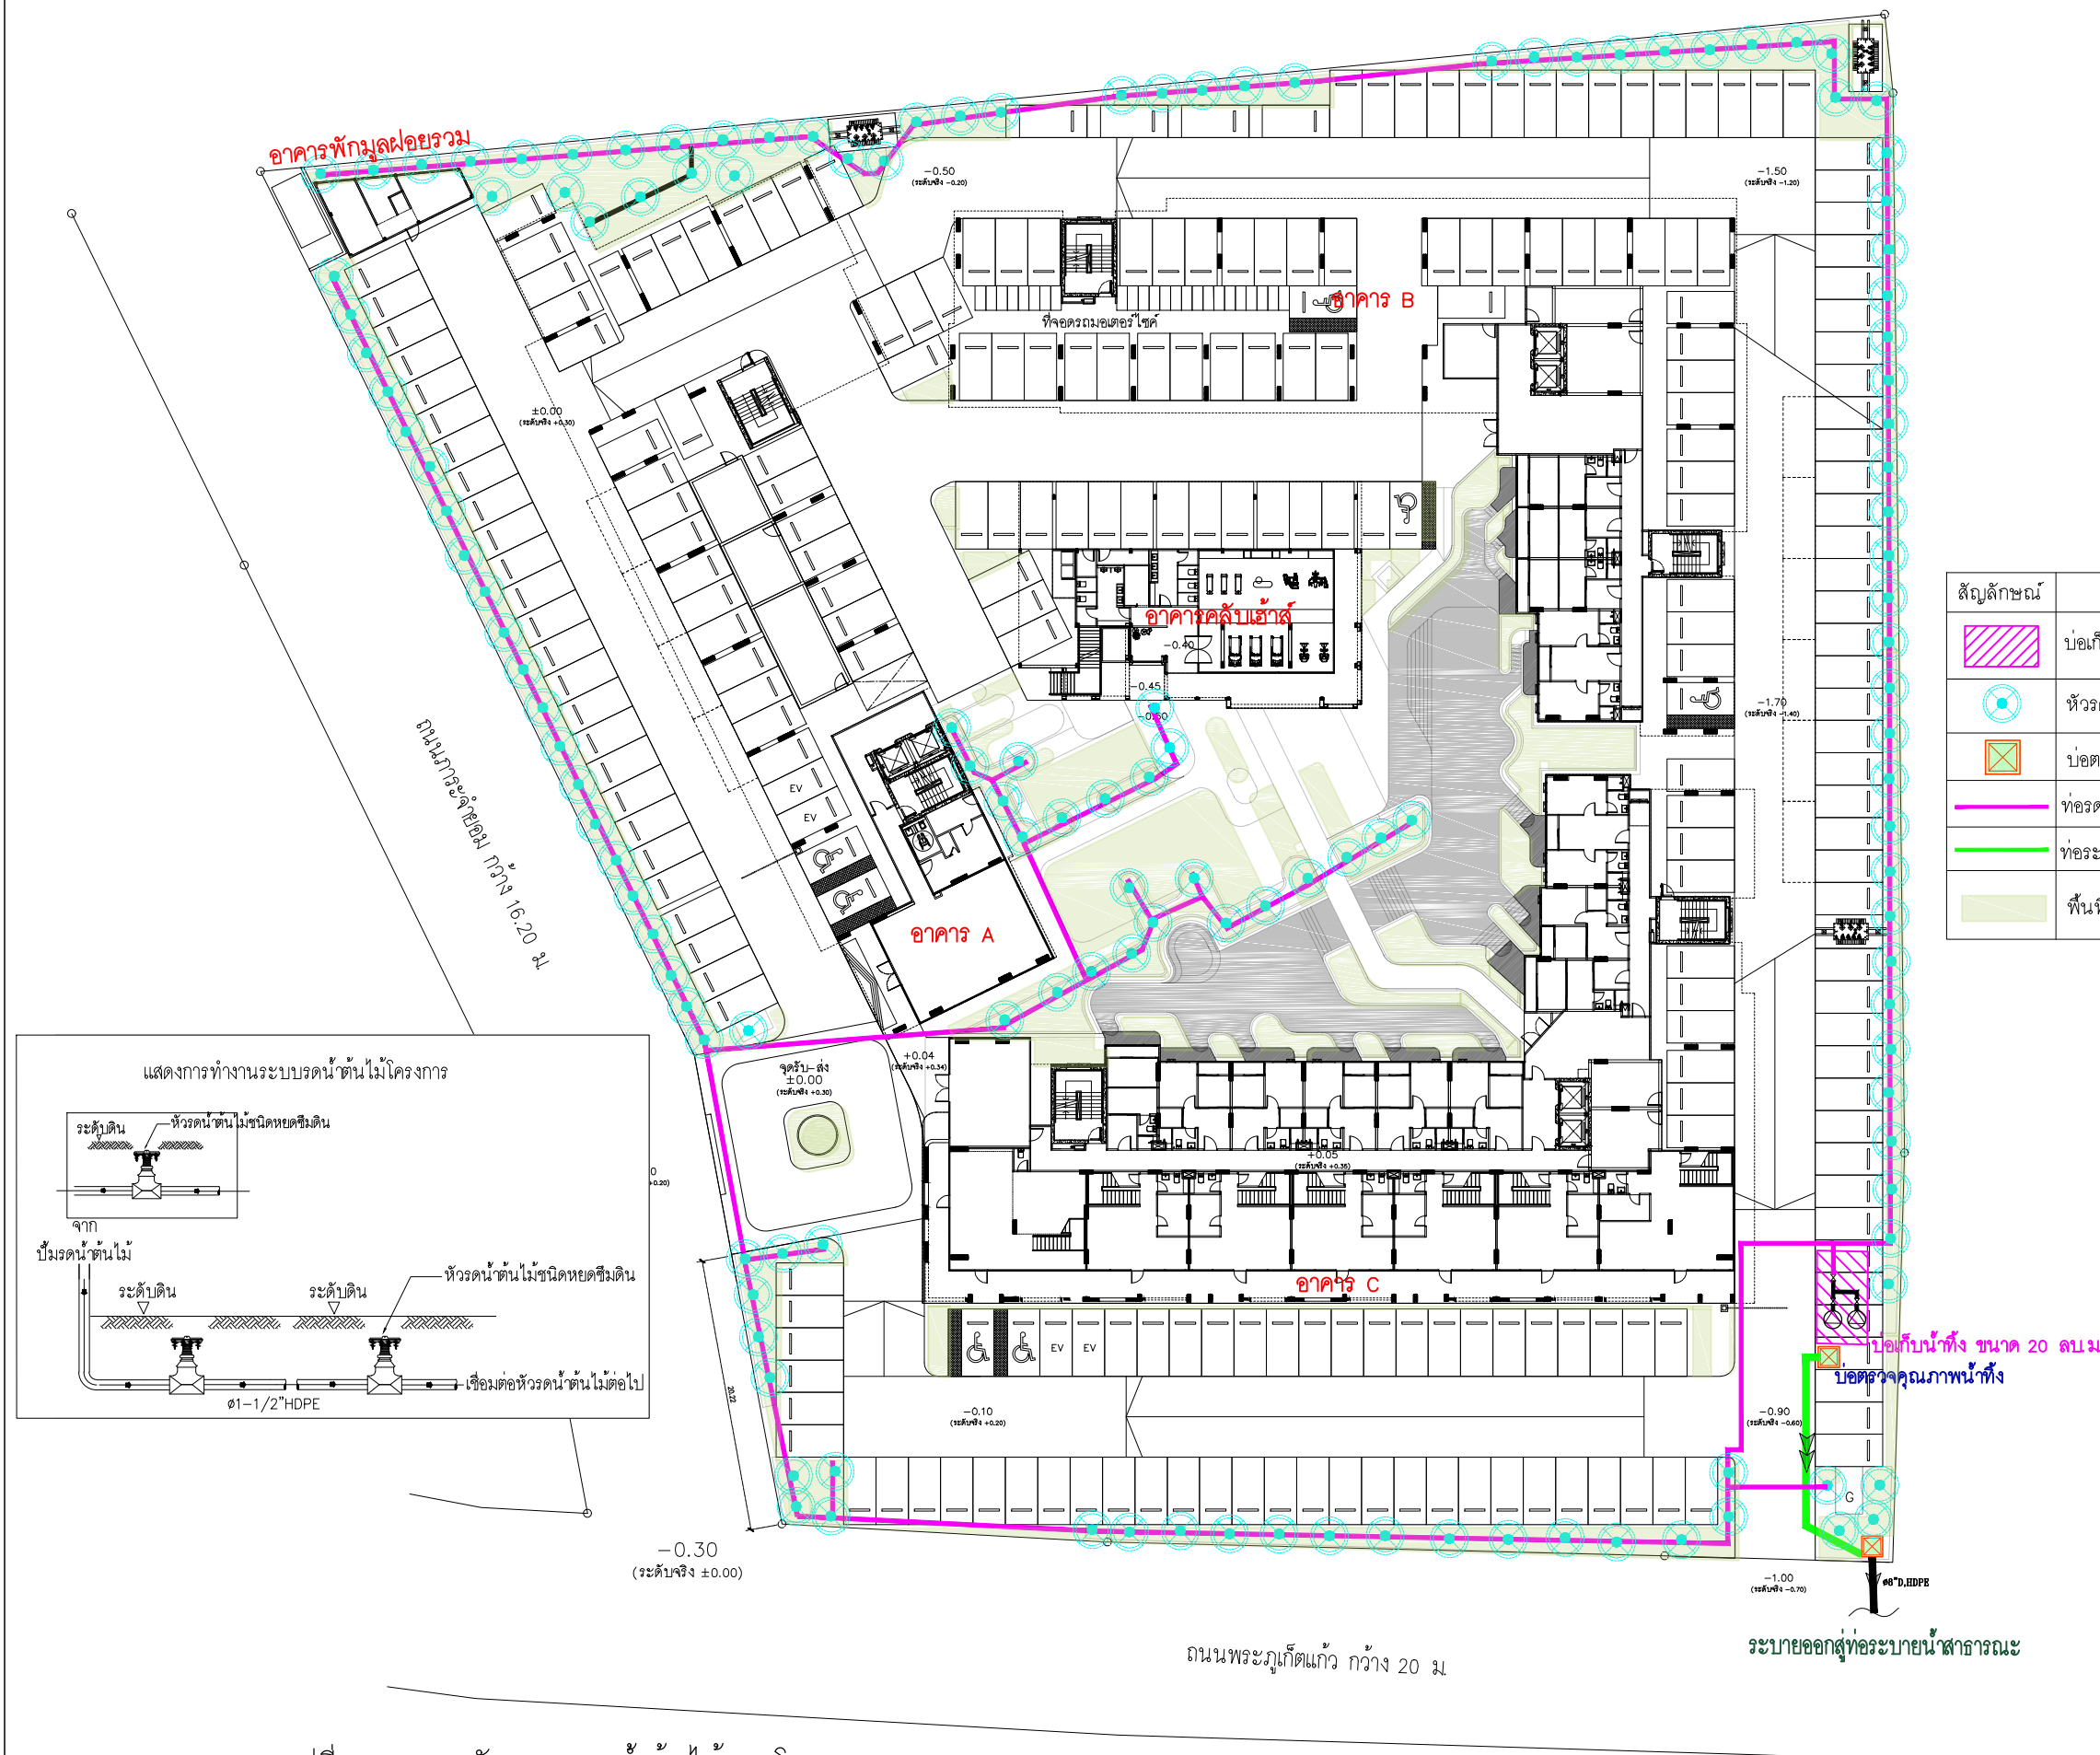 อาคารพักมูลฝอยรวม
-0.50
(ระดับจริง -0.20)
-1.50
(ระดับจริง -1.20)
อาคาร B
ที่จอดรถมอเตอร์ไซค์
±0.00
(ระดับจริง +0.30)
อาคารคลับเฮ้าส์
-0.40
-0.45
-1.70
(ระดับจริง -1.40)
สัญลักษณ์
ถนนภาระจำยอม กว้าง 16.20 ม.
EV
EV
อาคาร A
แสดงการทำงานระบบรดน้ำต้นไม้โครงการ
ระดับดิน
หัวรดน้ำต้นไม้ชนิดหยดซึมดิน
จาก
ปั๊มรดน้ำต้นไม้
ระดับดิน
ระดับดิน
หัวรดน้ำต้นไม้ชนิดหยดซึมดิน
เชื่อมต่อหัวรดน้ำต้นไม้ต่อไป
ø1-1/2"HDPE
จุดรับ-ส่ง
±0.00
(ระดับจริง +0.30)
+0.04
(ระดับจริง +0.34)
+0.05
(ระดับจริง +0.35)
อาคาร C
EV
EV
บ่อเก็บน้ำทิ้ง ขนาด 20 ลบ.ม
บ่อตรวจคุณภาพน้ำทิ้ง
20.22
-0.10
(ระดับจริง +0.20)
-0.90
(ระดับจริง -0.60)
G
-0.30
(ระดับจริง ±0.00)
-1.00
(ระดับจริง -0.70)
ø8"D.HDPE
ระบายออกสู่ท่อระบายน้ำสาธารณะ
ถนนพระภูเก็ตแก้ว กว้าง 20 ม.